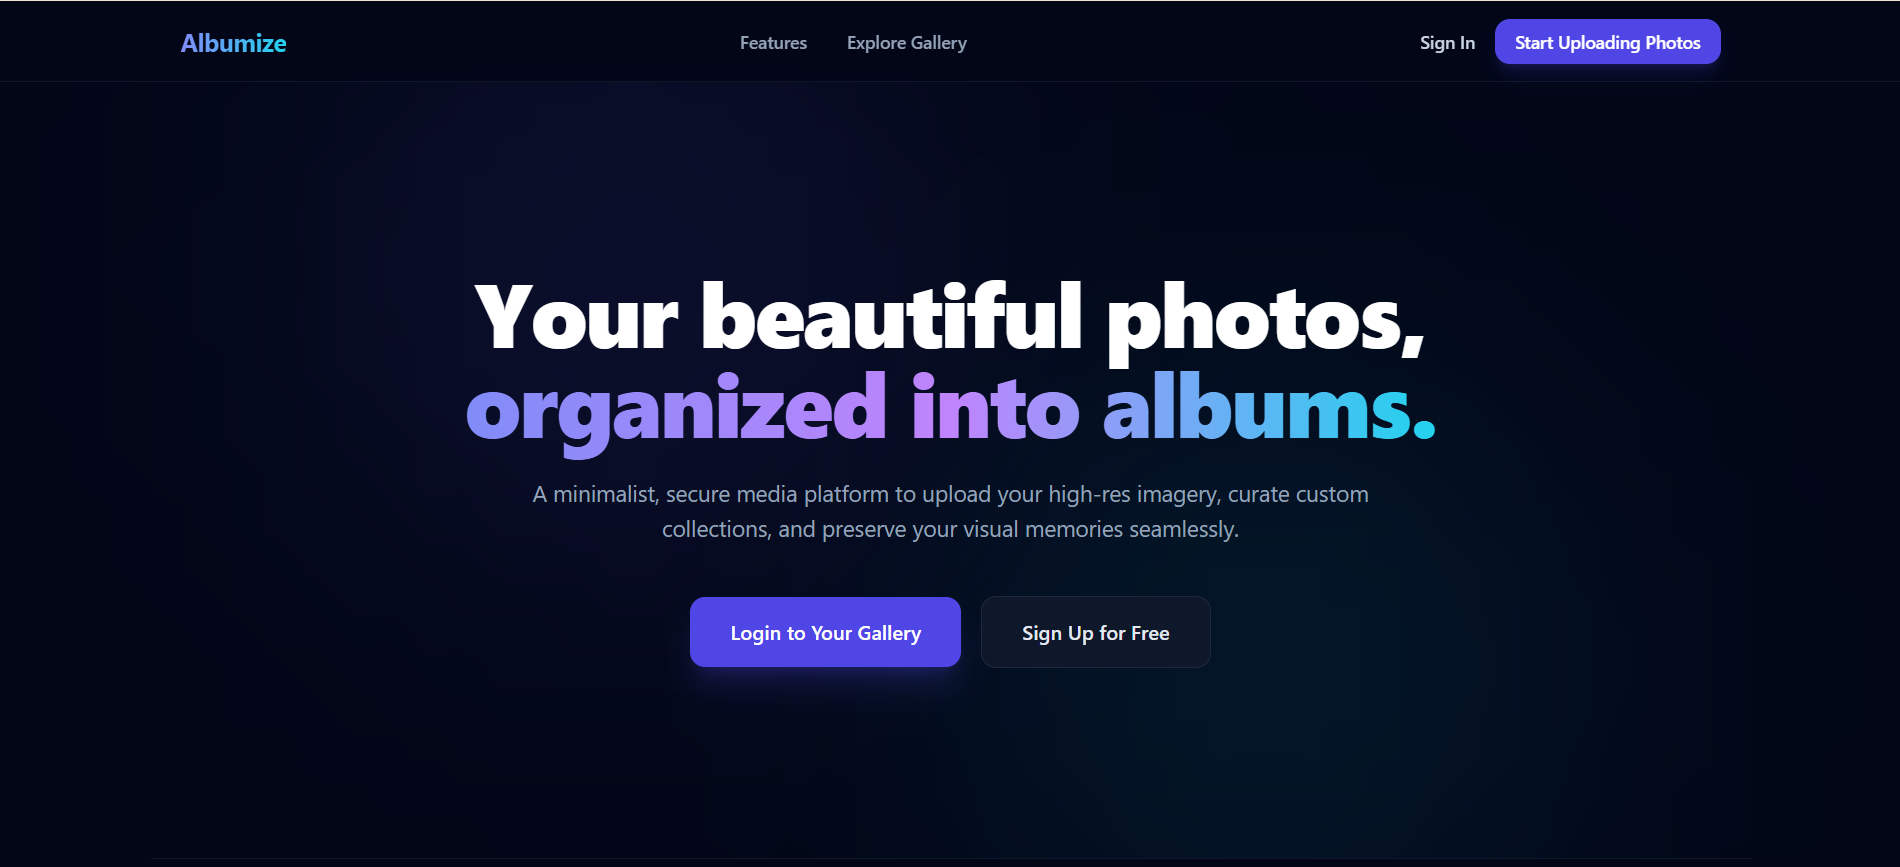 Albumize
Features
Explore Gallery
Sign In
Start Uploading Photos
Your beautiful photos,
organized into albums.
A minimalist, secure media platform to upload your high-res imagery, curate custom
collections, and preserve your visual memories seamlessly.
Login to Your Gallery
Sign Up for Free